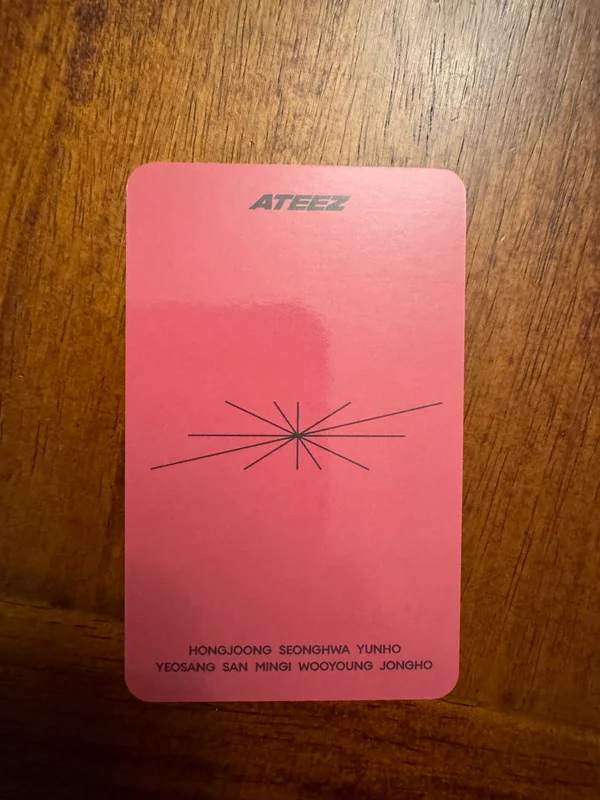 ATEEZ
HONGJOONG SEONGHWA YUNHO
YEOSANG SAN MINGI WOOYOUNG JONGHO